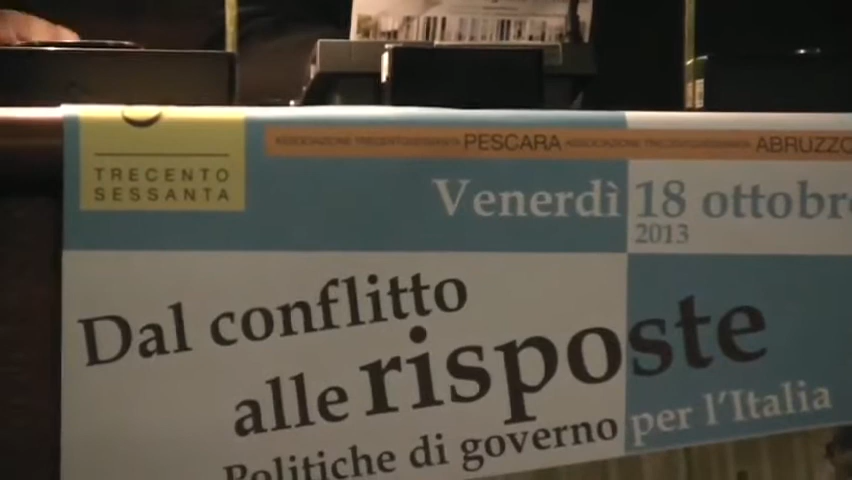 TRECENTO
SESSANTA
ASSOCIAZIONE TRECENTOSESSANTA PESCARA ASSOCIAZIONE TRECENTOSESSANTA ABRUZZO
Venerdì 18 ottobre
2013
Dal conflitto
alle risposte
Politiche di governo per l'Italia